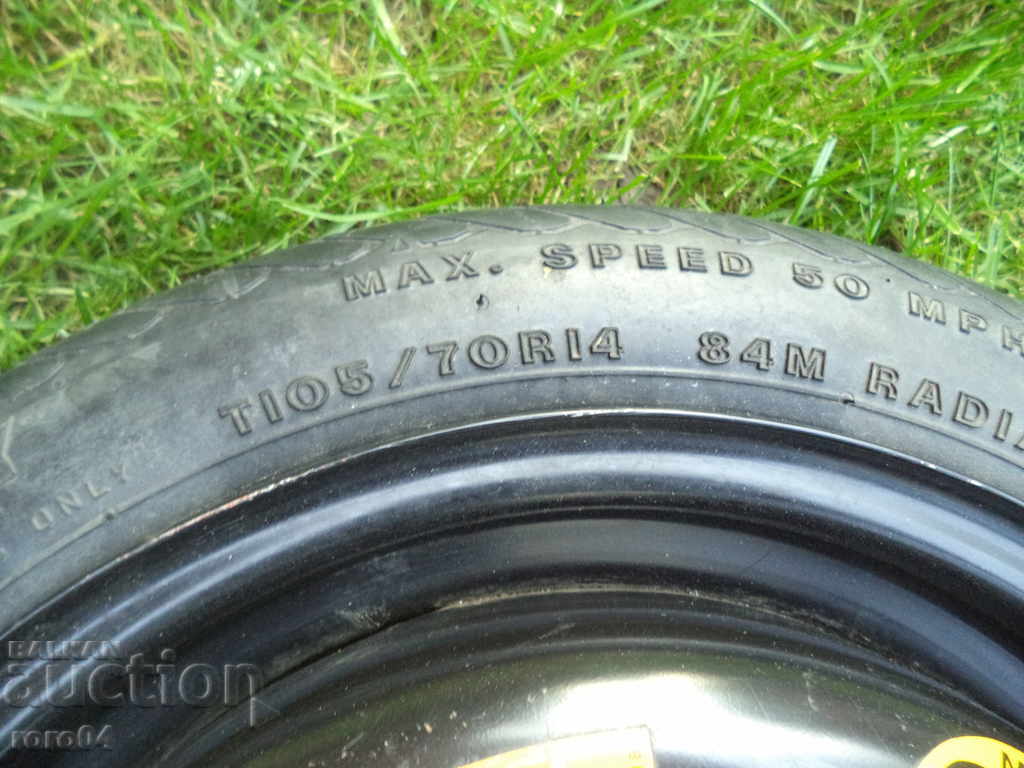 MAX. SPEED 50 MPH
T105/70R14 84M RADIA
ONLY
BALKAN
auction
roro04